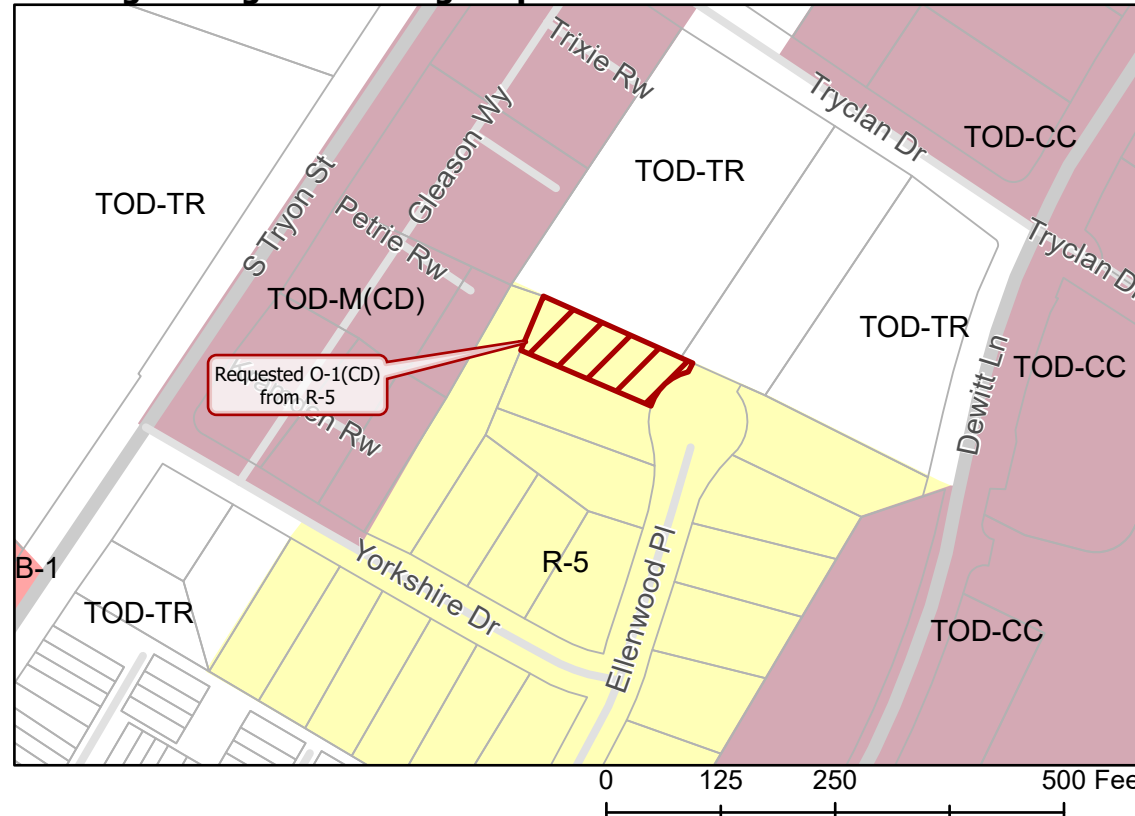 Trixie Rw
Tryclan Dr
TOD-CC
TOD-TR
Gleason Wy
TOD-TR
S Tryon St
Petrie Rw
Tryclan Dr
TOD-M(CD)
TOD-TR
TOD-CC
Requested O-1(CD)
from R-5
Rw
Dewitt Ln
R-5
B-1
Yorkshire Dr
TOD-TR
Ellenwood Pl
TOD-CC
0 125 250 500 Fee